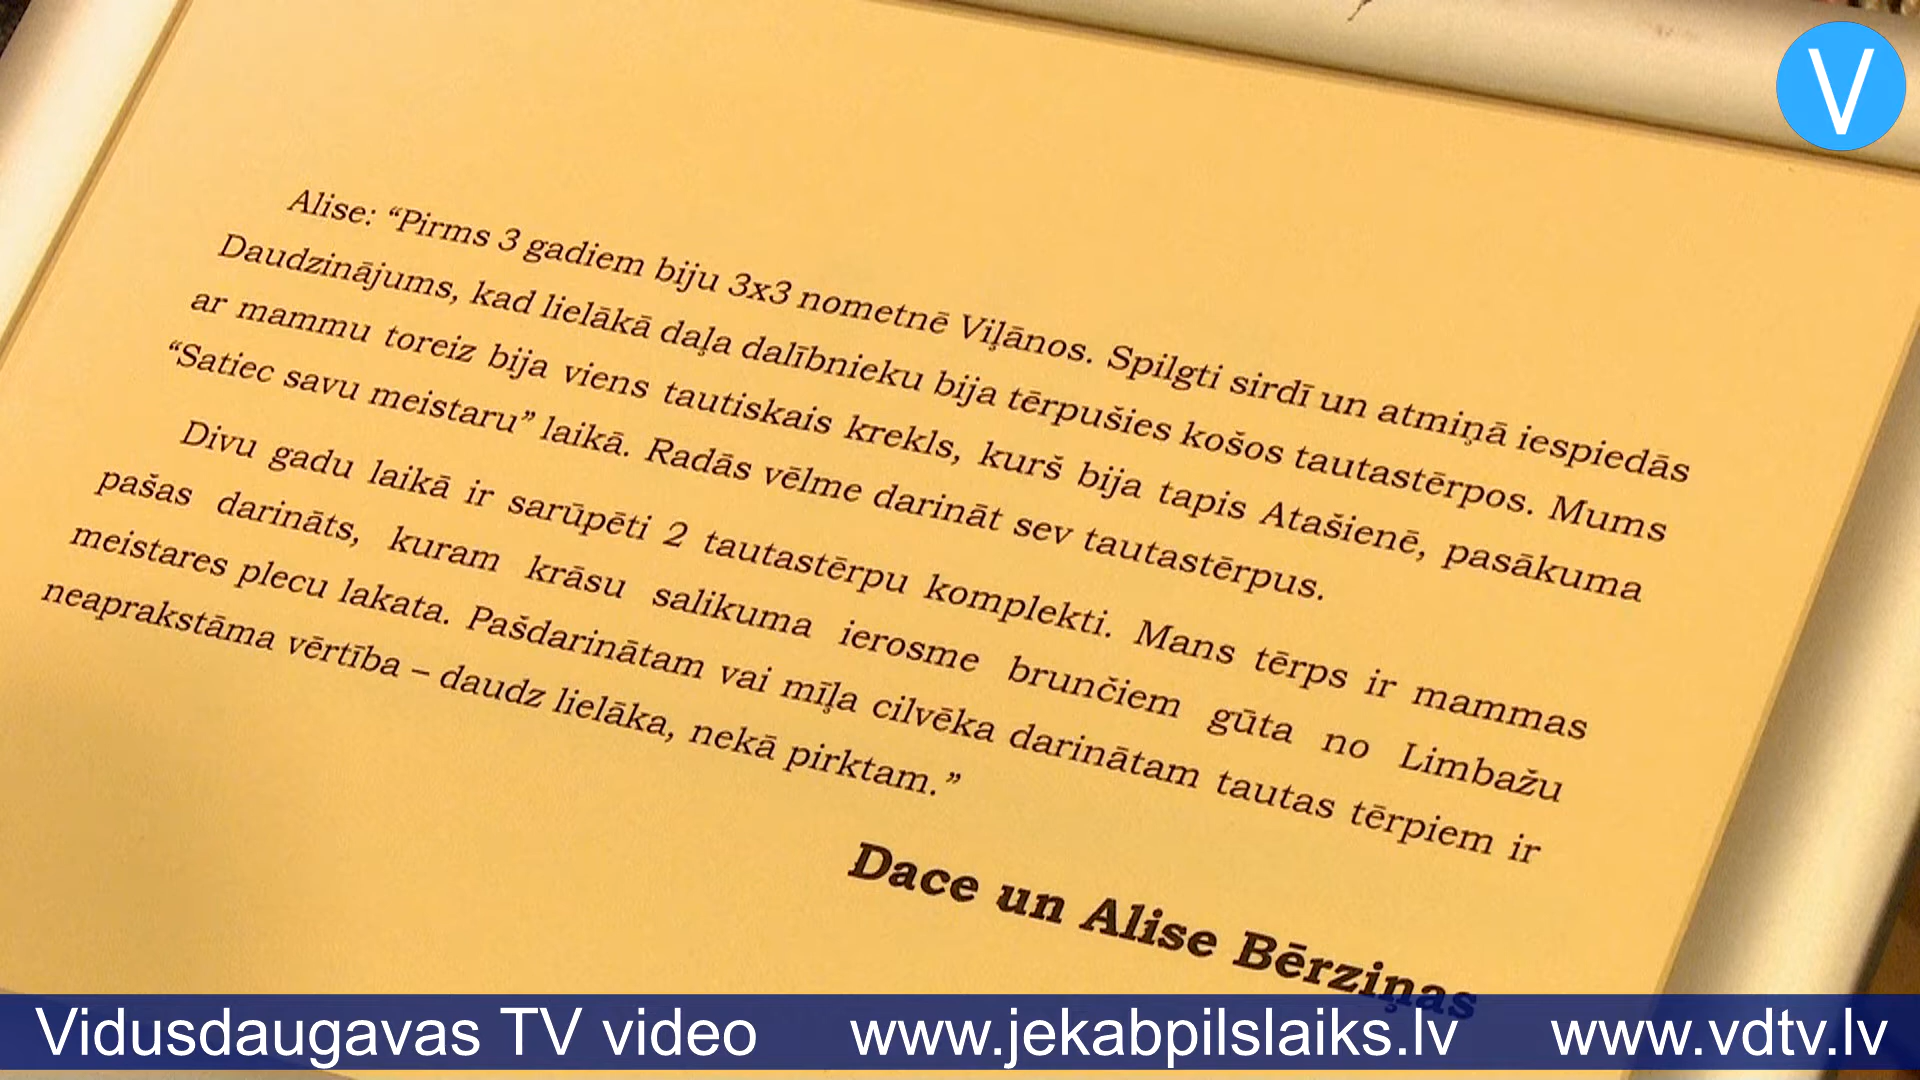 V
Alise: “Pirms 3 gadiem biju 3x3 nometnē Viļānos. Spilgti sirdī un atmiņā iespiedās
Daudzinājums, kad lielākā daļa dalībnieku bija tērpušies košos tautastērpos. Mums
ar mammu toreiz bija viens tautiskais krekls, kurš bija tapis Atašienē, pasākuma
“Satiec savu meistaru” laikā. Radās vēlme darināt sev tautastērpus.
Divu gadu laikā ir sarūpēti 2 tautastērpu komplekti. Mans tērps ir mammas
pašas darināts, kuram krāsu salikuma ierosme brunčiem gūta no Limbažu
meistares plecu lakata. Pašdarinātam vai mīļa cilvēka darinātam tautas tērpiem ir
neaprakstāma vērtība – daudz lielāka, nekā pirktam.”
Dace un Alise Bērziņas
Vidusdaugavas TV video www.jekabpilslaiks.lv www.vdtv.lv